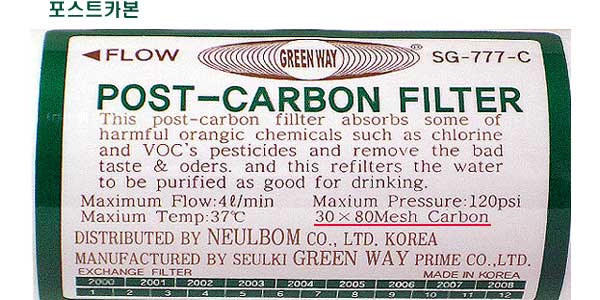 포스트카본
◀FLOW GREEN WAY SG-777-C
POST-CARBON FILTER
This post-carbon fillter absorbs some of
harmful orangic chemicals such as chlorine
and VOC's pesticides and remove the bad
taste & oders. and this refilters the water
to be purified as good for drinking.
Maximum Flow:4ℓ/min Maxium Pressure:120psi
Maxium Temp:37℃ 30×80Mesh Carbon
DISTRIBUTED BY NEULBOM CO., LTD. KOREA
MANUFACTURED BY SEULKI GREEN WAY PRIME CO.,LTD.
EXCHANGE FILTER MADE IN KOREA
2000 2001 2002 2003 2004 2005 2006 2007 2008
1 2 3 4 5 6 7 8 9 10 11 12